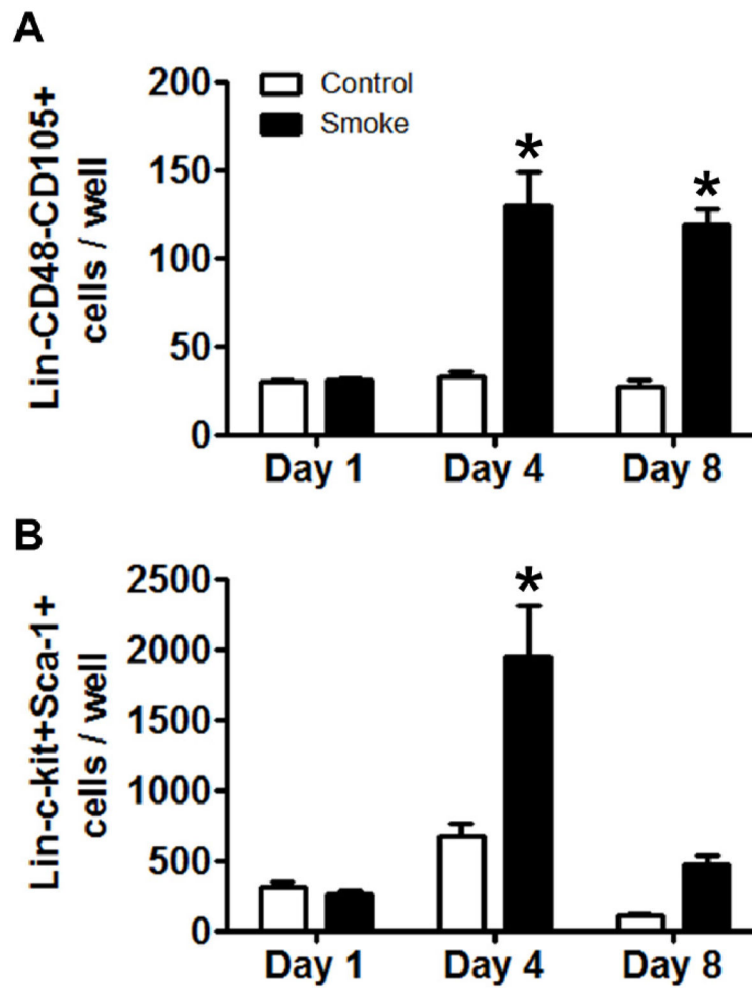 A
Lin-CD48-CD105+
cells / well
200
150
100
50
0
Control
Smoke
*
*
Day 1
Day 4
Day 8
B
Lin-c-kit+Sca-1+
cells / well
2500
2000
1500
1000
500
0
*
Day 1
Day 4
Day 8